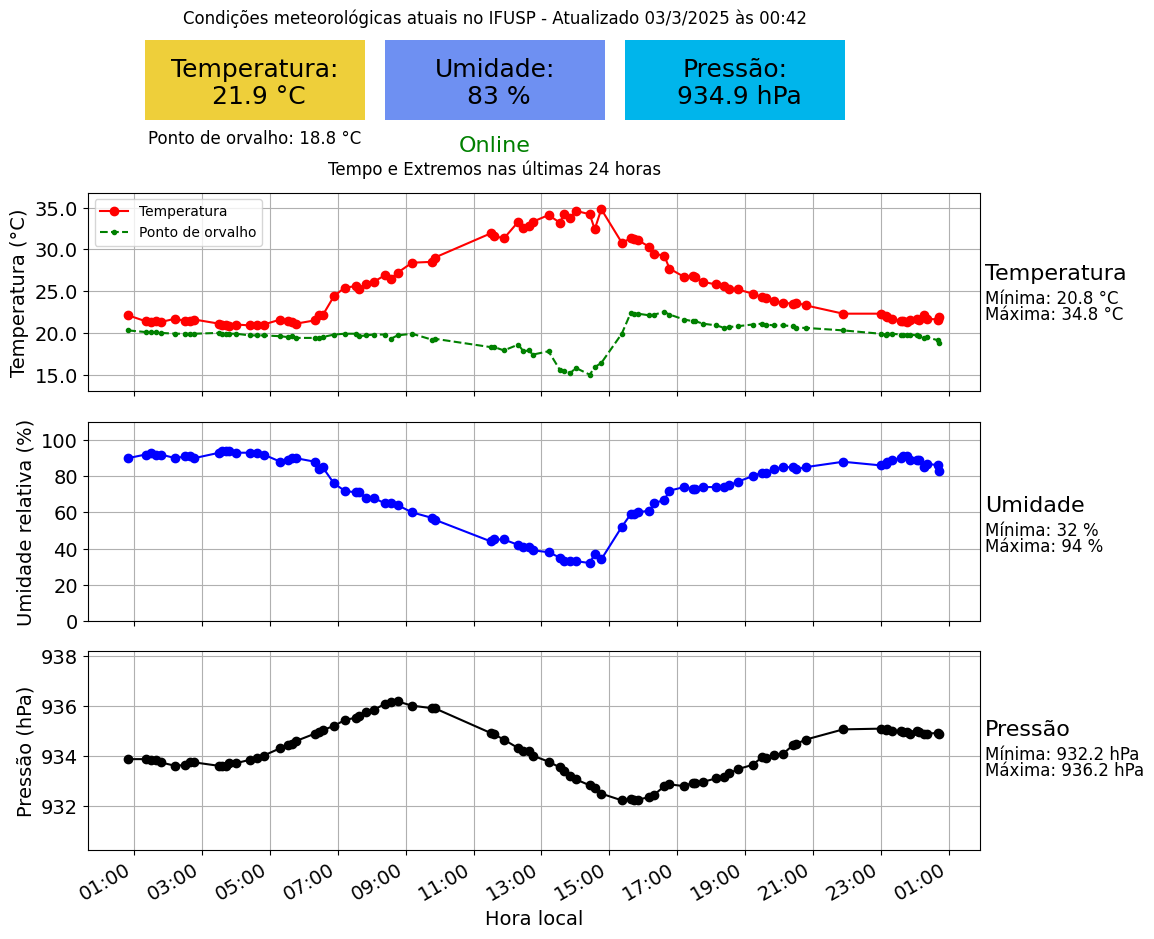 Condições meteorológicas atuais no IFUSP - Atualizado 03/3/2025 às 00:42
Temperatura:
21.9 °C
Umidade:
83 %
Pressão:
934.9 hPa
Ponto de orvalho: 18.8 °C
Online
Tempo e Extremos nas últimas 24 horas
Temperatura (°C)
35.0
30.0
25.0
20.0
15.0
Temperatura
Ponto de orvalho
Temperatura
Mínima: 20.8 °C
Máxima: 34.8 °C
Umidade relativa (%)
100
80
60
40
20
0
Umidade
Mínima: 32 %
Máxima: 94 %
Pressão (hPa)
938
936
934
932
Pressão
Mínima: 932.2 hPa
Máxima: 936.2 hPa
01:00 03:00 05:00 07:00 09:00 11:00 13:00 15:00 17:00 19:00 21:00 23:00 01:00
Hora local